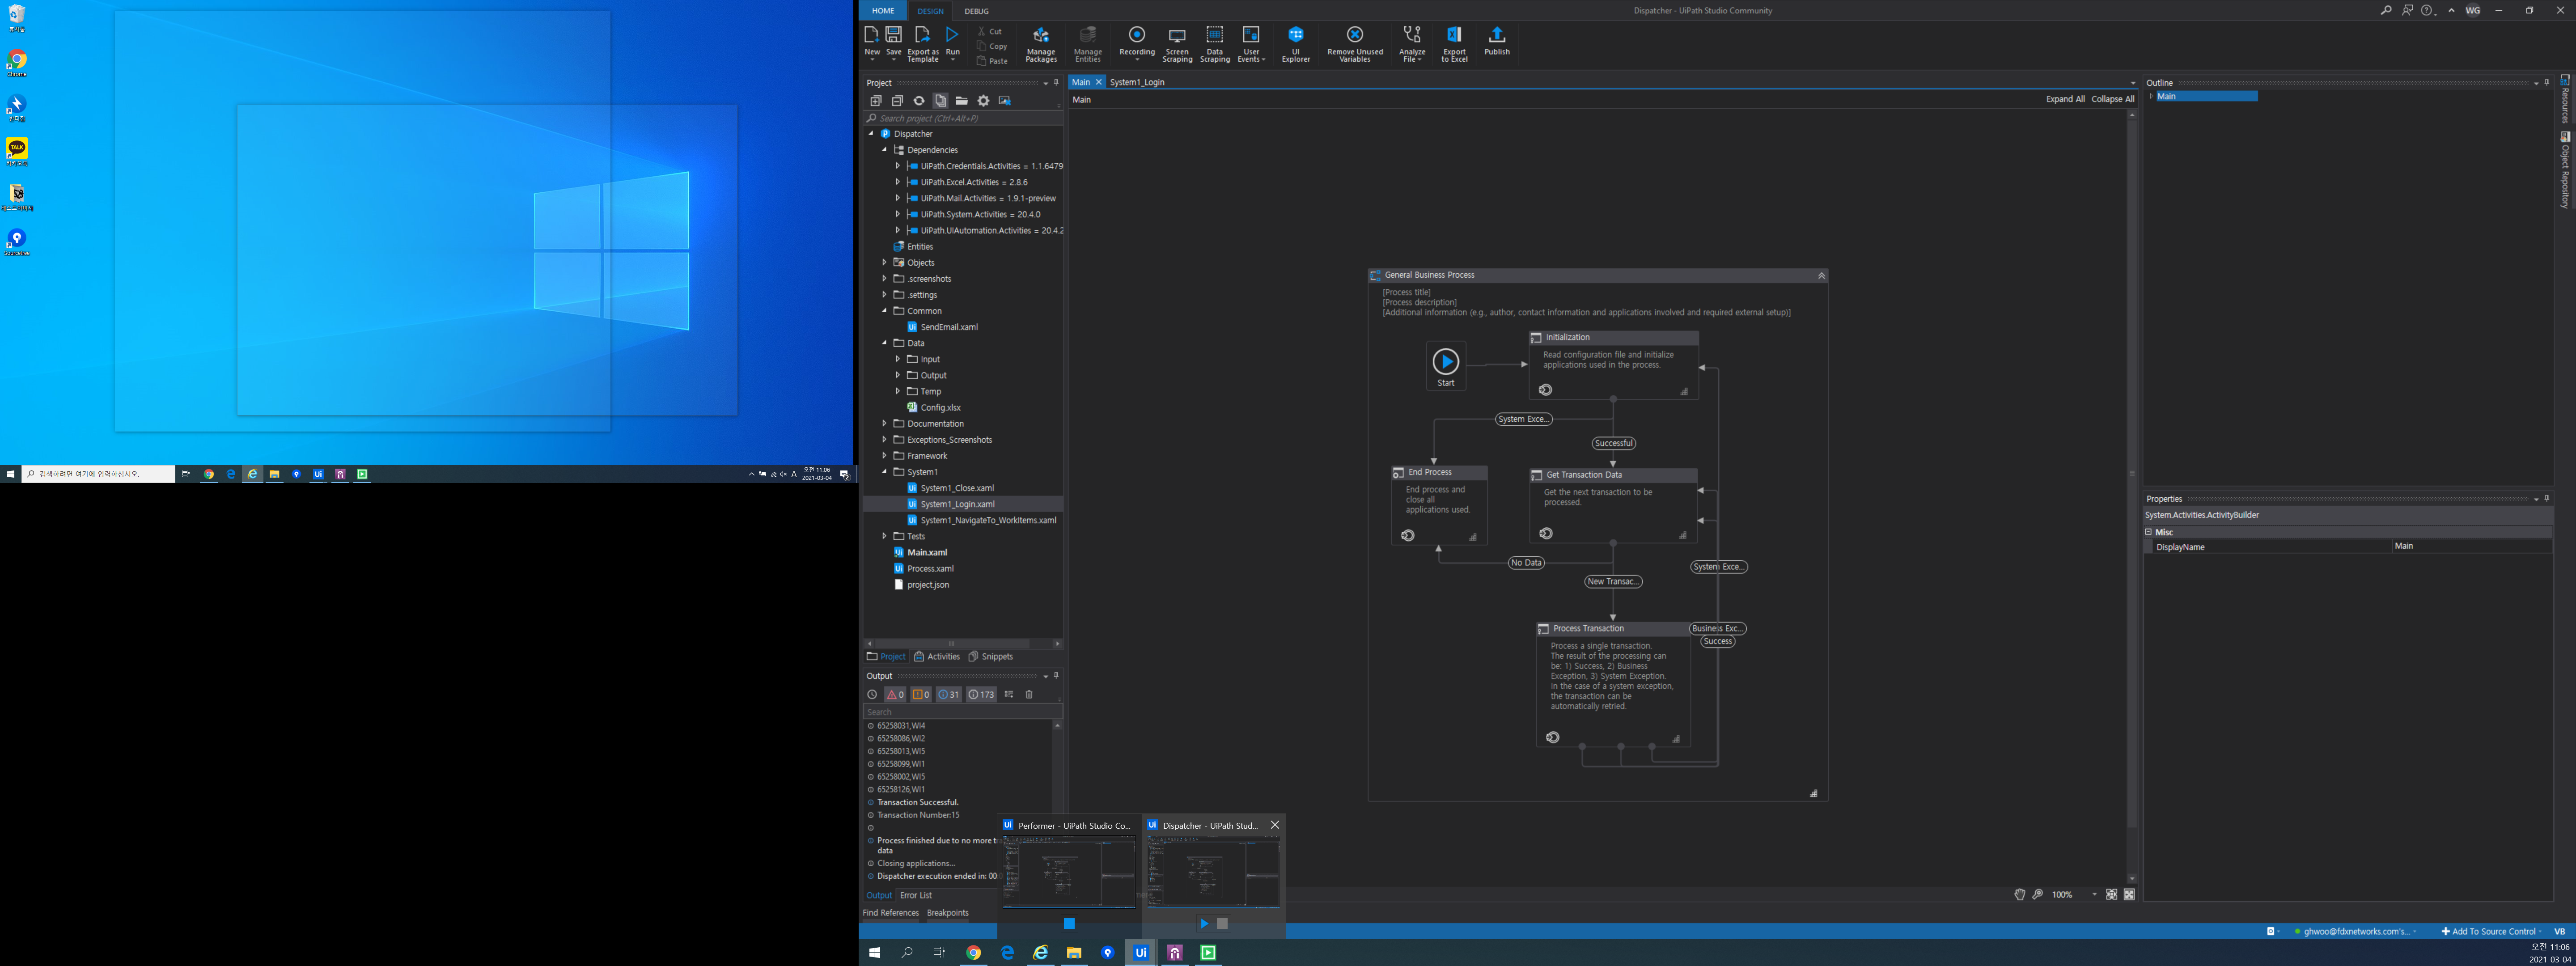 휴지통
Chrome
반디집
카카오톡
Sourcetree
검색하려면 여기에 입력하십시오.
A
오전 11:06
2021-03-04
HOME
DESIGN
DEBUG
Dispatcher - UiPath Studio Community
WG
New
Save
Export as Template
Run
Cut
Copy
Paste
Manage Packages
Manage Entities
Recording
Screen Scraping
Data Scraping
User Events
UI Explorer
Remove Unused Variables
Analyze File
Export to Excel
Publish
Project
Search project (Ctrl+Alt+P)
Dispatcher
Dependencies
UiPath.Credentials.Activities = 1.1.6479
UiPath.Excel.Activities = 2.8.6
UiPath.Mail.Activities = 1.9.1-preview
UiPath.System.Activities = 20.4.0
UiPath.UIAutomation.Activities = 20.4.2
Entities
Objects
.screenshots
.settings
Common
SendEmail.xaml
Data
Input
Output
Temp
Config.xlsx
Documentation
Exceptions_Screenshots
Framework
System1
System1_Close.xaml
System1_Login.xaml
System1_NavigateTo_WorkItems.xaml
Tests
Main.xaml
Process.xaml
project.json
Project
Activities
Snippets
Output
0
0
31
173
Search
65258031,WI4
65258086,WI2
65258013,WI5
65258099,WI1
65258002,WI5
65258126,WI1
Transaction Successful.
Transaction Number:15
Process finished due to no more tr
data
Closing applications...
Dispatcher execution ended in: 00:0
Output
Error List
Find References
Breakpoints
Main
System1_Login
Main
Expand All
Collapse All
General Business Process
[Process title]
[Process description]
[Additional information (e.g., author, contact information and applications involved and required external setup)]
Start
Initialization
Read configuration file and initialize
applications used in the process.
System Exce...
Successful
End Process
End process and
close all
applications used.
Get Transaction Data
Get the next transaction to be
processed.
No Data
New Transac...
System Exce...
Process Transaction
Business Exc...
Success
Process a single transaction.
The result of the processing can
be: 1) Success, 2) Business
Exception, 3) System Exception.
In the case of a system exception,
the transaction can be
automatically retried.
100%
Outline
Main
Properties
System.Activities.ActivityBuilder
Misc
DisplayName
Main
Resources
Object Repository
Performer - UiPath Studio Co...
Dispatcher - UiPath Stud...
0
ghwoo@fdxnetworks.com's...
Add To Source Control
VB
오전 11:06
2021-03-04